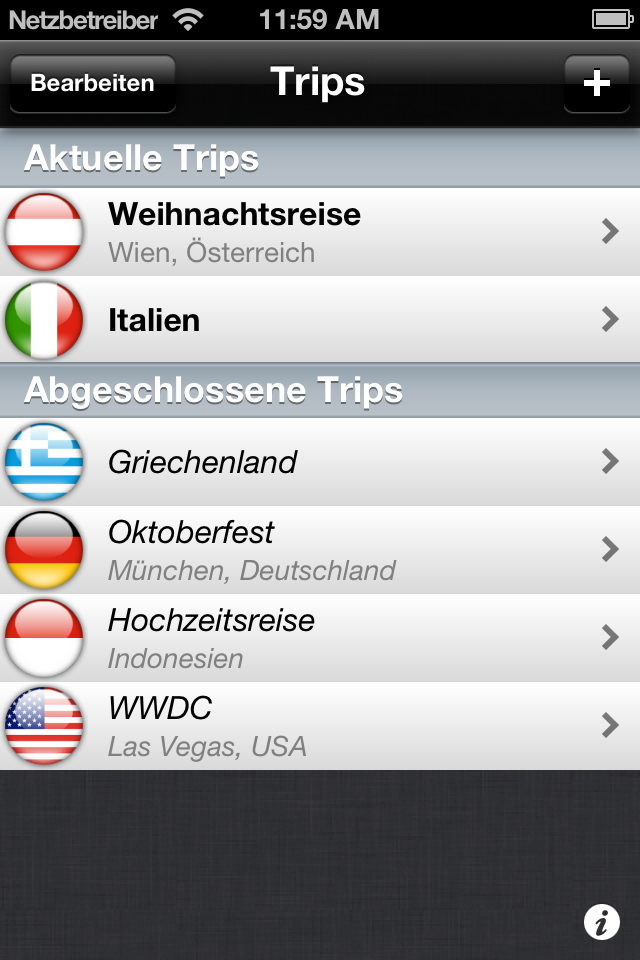 Netzbetreiber 11:59 AM
Bearbeiten Trips +
Aktuelle Trips
Weihnachtsreise
Wien, Österreich
Italien
Abgeschlossene Trips
Griechenland
Oktoberfest
München, Deutschland
Hochzeitsreise
Indonesien
WWDC
Las Vegas, USA
i